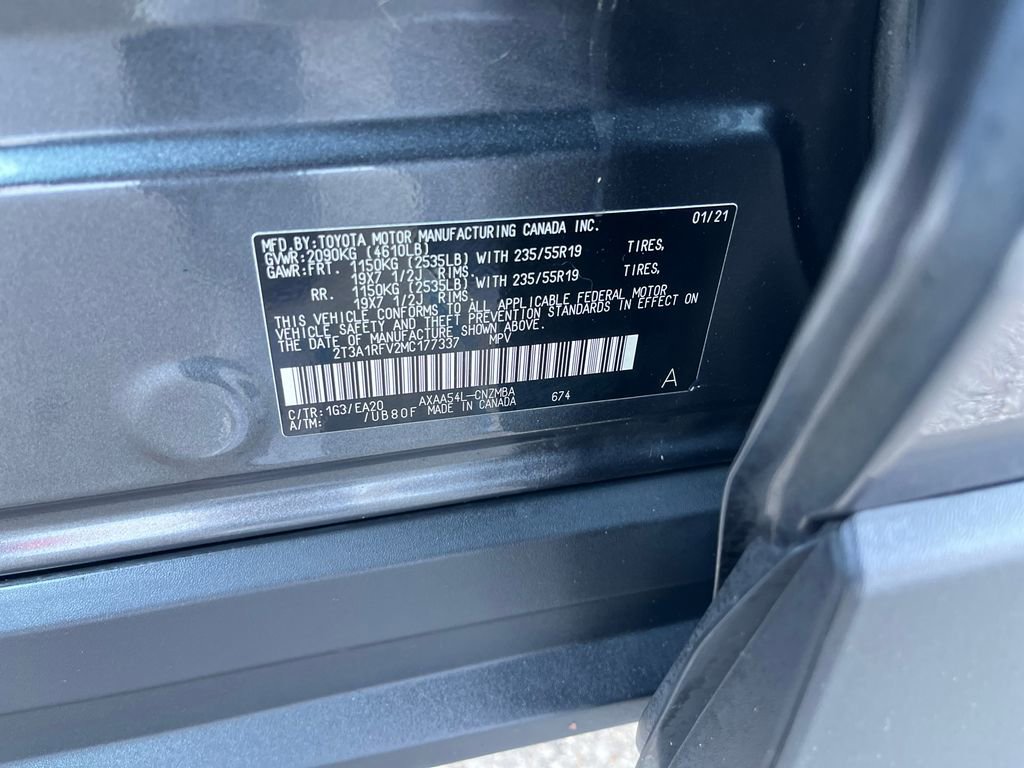 01/21
MFD.BY:TOYOTA MOTOR MANUFACTURING CANADA INC.
GVWR:2090KG (4610LB)
GAWR:FRT. 1150KG (2535LB) WITH 235/55R19 TIRES,
19X7 1/2J RIMS.
RR. 1150KG (2535LB) WITH 235/55R19 TIRES,
19X7 1/2J RIMS.
THIS VEHICLE CONFORMS TO ALL APPLICABLE FEDERAL MOTOR
VEHICLE SAFETY AND THEFT PREVENTION STANDARDS IN EFFECT ON
THE DATE OF MANUFACTURE SHOWN ABOVE.
2T3A1RFV2MC177337 MPV
A
C/TR:1G3/EA20 AXAA54L-CNZMBA 674
A/TM: /UB80F MADE IN CANADA